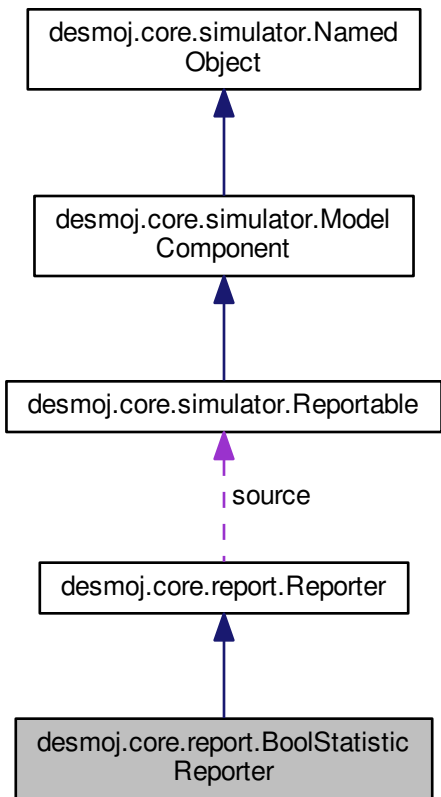 desmoj.core.simulator.Named
Object
desmoj.core.simulator.Model
Component
desmoj.core.simulator.Reportable
source
desmoj.core.report.Reporter
desmoj.core.report.BoolStatistic
Reporter